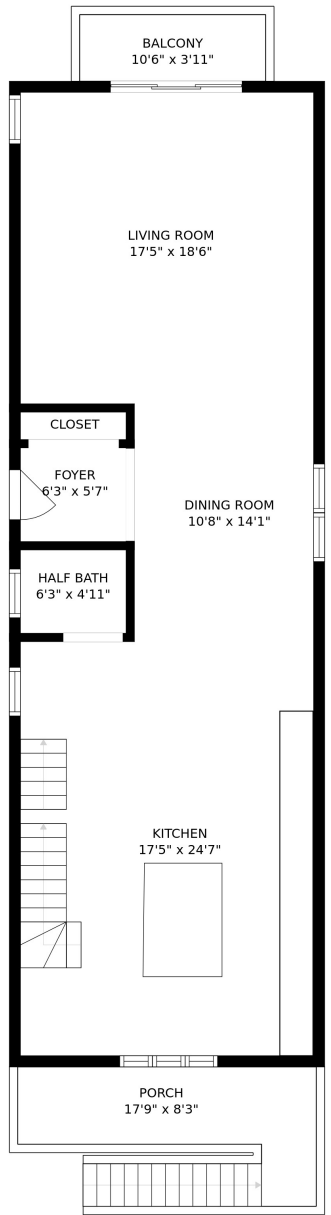 BALCONY
10'6" x 3'11"
LIVING ROOM
17'5" x 18'6"
CLOSET
FOYER
6'3" x 5'7"
DINING ROOM
10'8" x 14'1"
HALF BATH
6'3" x 4'11"
KITCHEN
17'5" x 24'7"
PORCH
17'9" x 8'3"